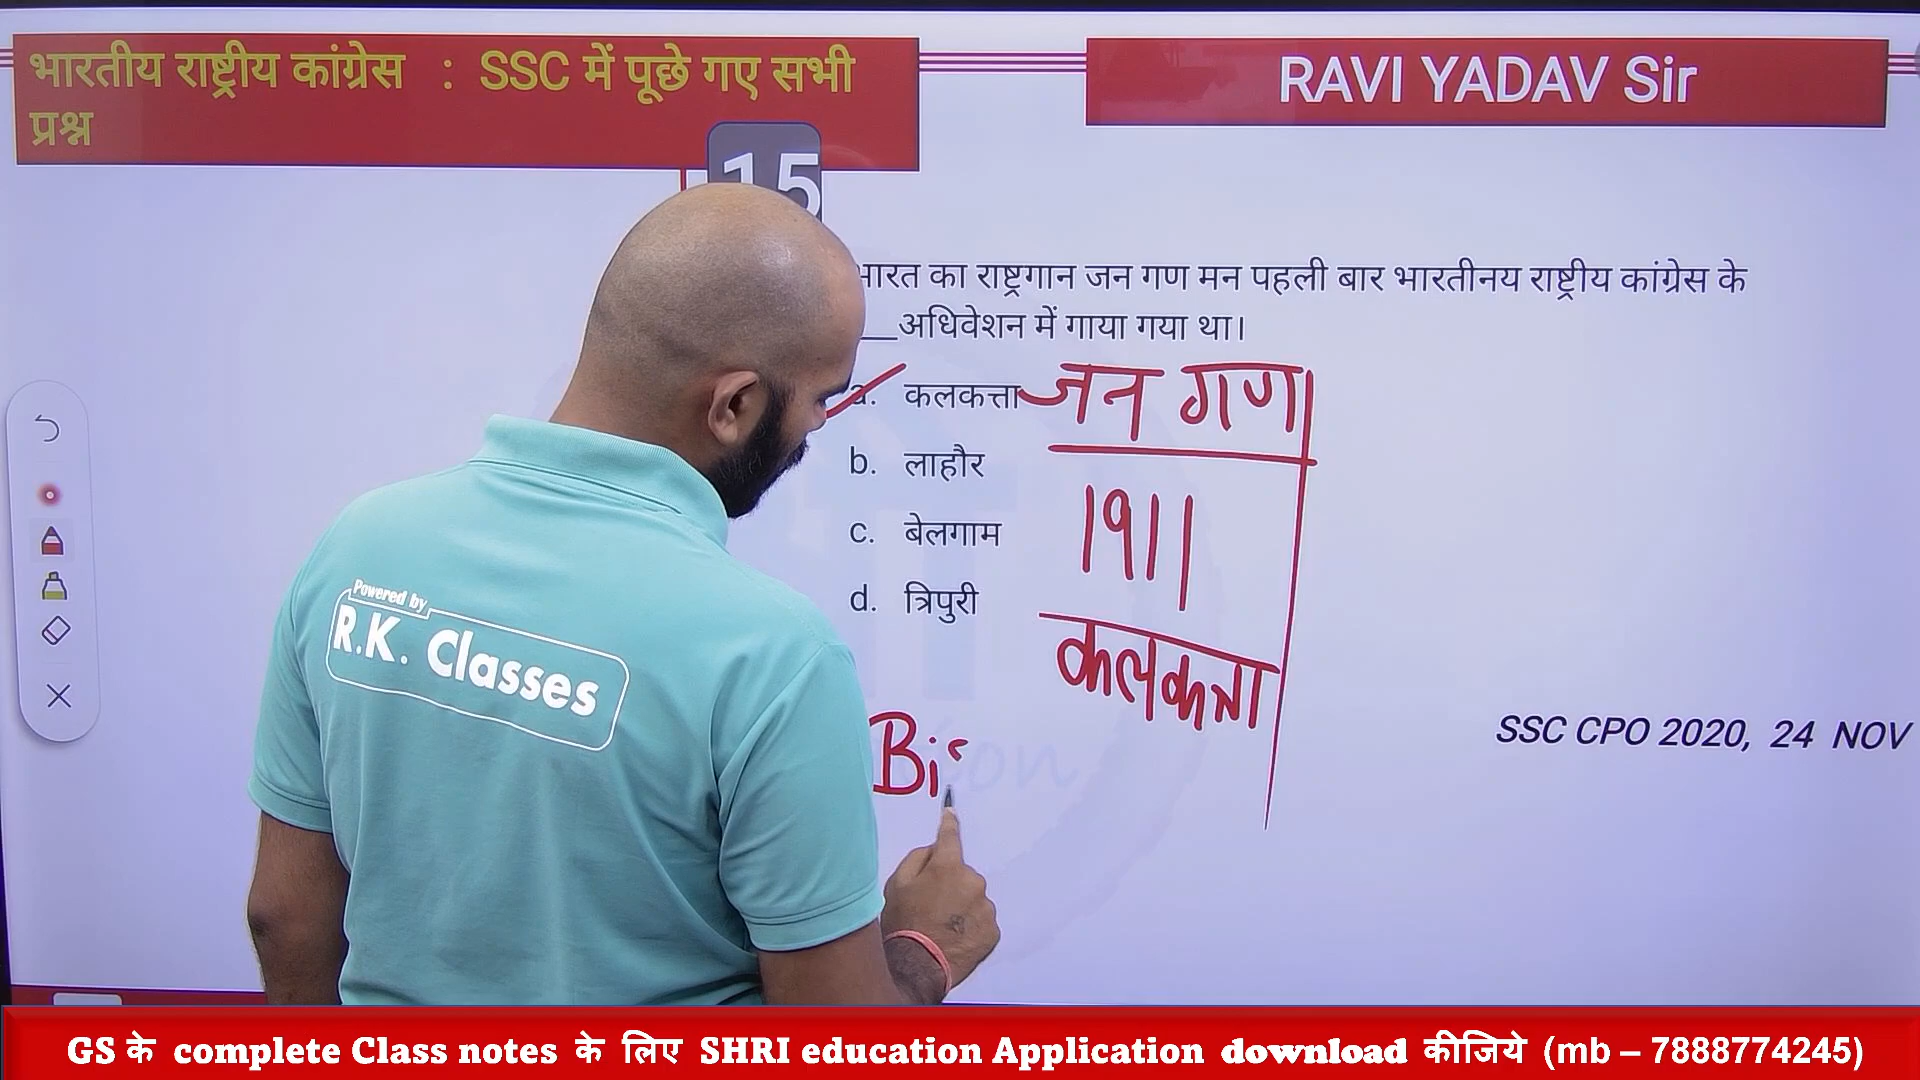 भारतीय राष्ट्रीय कांग्रेस : SSC में पूछे गए सभी
प्रश्न
RAVI YADAV Sir
15
भारत का राष्ट्रगान जन गण मन पहली बार भारतीनय राष्ट्रीय कांग्रेस के
__अधिवेशन में गाया गया था।
a. कलकत्ता
जन गण
b. लाहौर
c. बेलगाम
1911
d. त्रिपुरी
कलकत्ता
Bis
SSC CPO 2020, 24 NOV
Powered by
R.K. Classes
GS के complete Class notes के लिए SHRI education Application download कीजिये (mb – 7888774245)